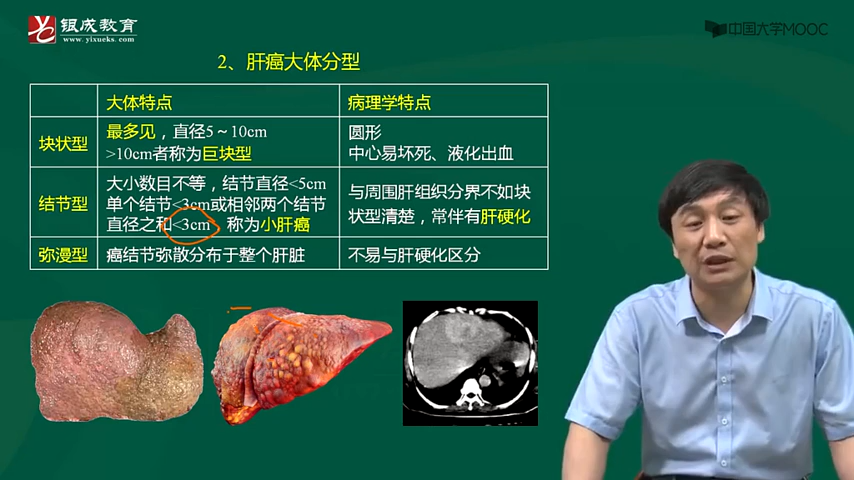 银成教育
www.yixueks.com
中国大学MOOC
2、肝癌大体分型
大体特点
病理学特点
块状型
最多见，直径5～10cm
>10cm者称为巨块型
圆形
中心易坏死、液化出血
结节型
大小数目不等，结节直径<5cm
单个结节<3cm或相邻两个结节
直径之和<3cm，称为小肝癌
与周围肝组织分界不如块
状型清楚，常伴有肝硬化
弥漫型
癌结节弥散分布于整个肝脏
不易与肝硬化区分